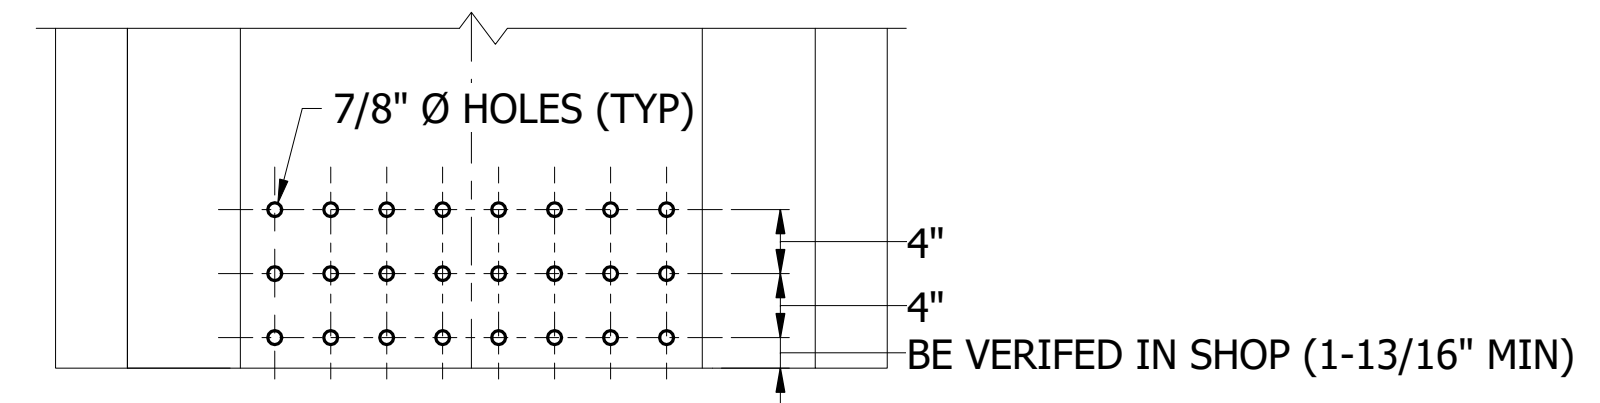 7/8" Ø HOLES (TYP)
4"
4"
BE VERIFED IN SHOP (1-13/16" MIN)